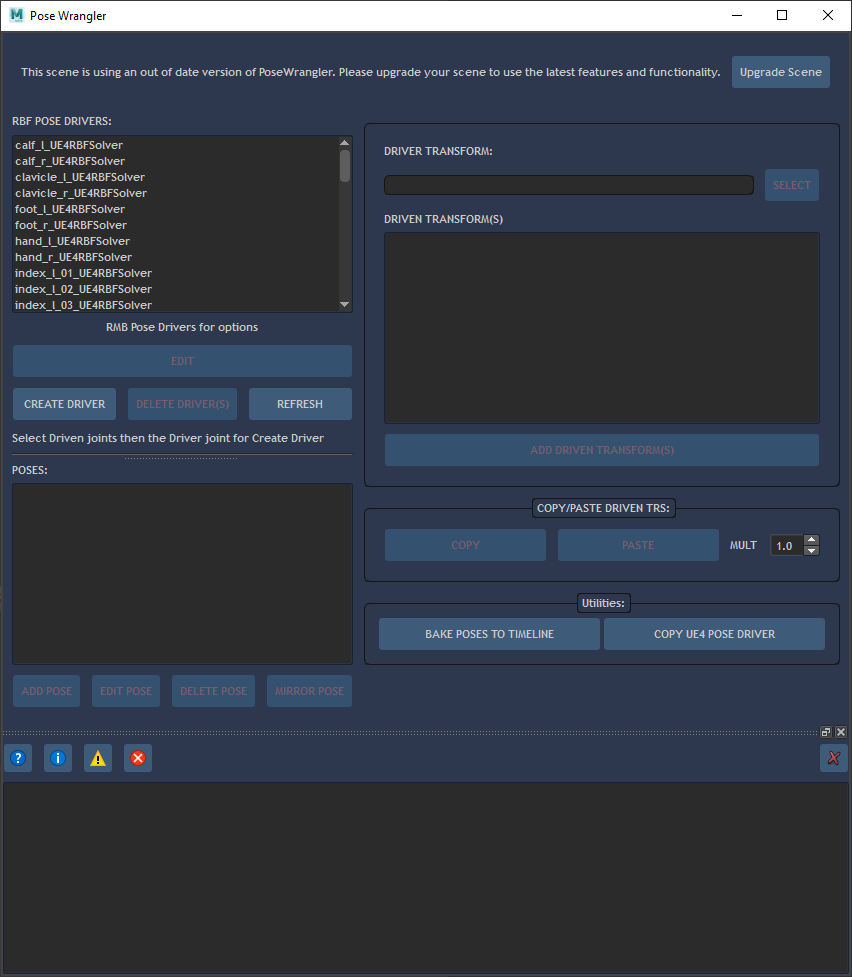 Pose Wrangler
This scene is using an out of date version of PoseWrangler. Please upgrade your scene to use the latest features and functionality.
Upgrade Scene
RBF POSE DRIVERS:
calf_l_UE4RBFSolver
calf_r_UE4RBFSolver
clavicle_l_UE4RBFSolver
clavicle_r_UE4RBFSolver
foot_l_UE4RBFSolver
foot_r_UE4RBFSolver
hand_l_UE4RBFSolver
hand_r_UE4RBFSolver
index_l_01_UE4RBFSolver
index_l_02_UE4RBFSolver
index_l_03_UE4RBFSolver
RMB Pose Drivers for options
EDIT
CREATE DRIVER
DELETE DRIVER(S)
REFRESH
Select Driven joints then the Driver joint for Create Driver
POSES:
ADD POSE
EDIT POSE
DELETE POSE
MIRROR POSE
DRIVER TRANSFORM:
SELECT
DRIVEN TRANSFORM(S)
ADD DRIVEN TRANSFORM(S)
COPY/PASTE DRIVEN TRS:
COPY
PASTE
MULT
1.0
Utilities:
BAKE POSES TO TIMELINE
COPY UE4 POSE DRIVER